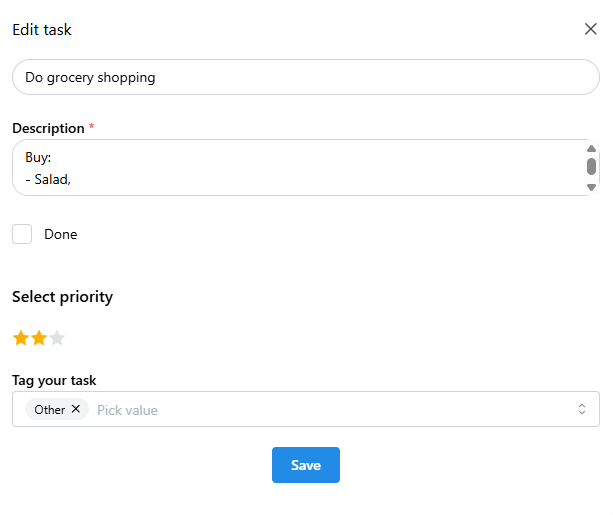 Edit task
Do grocery shopping
Description *
Buy:
- Salad,
Done
Select priority
Tag your task
Other Pick value
Save